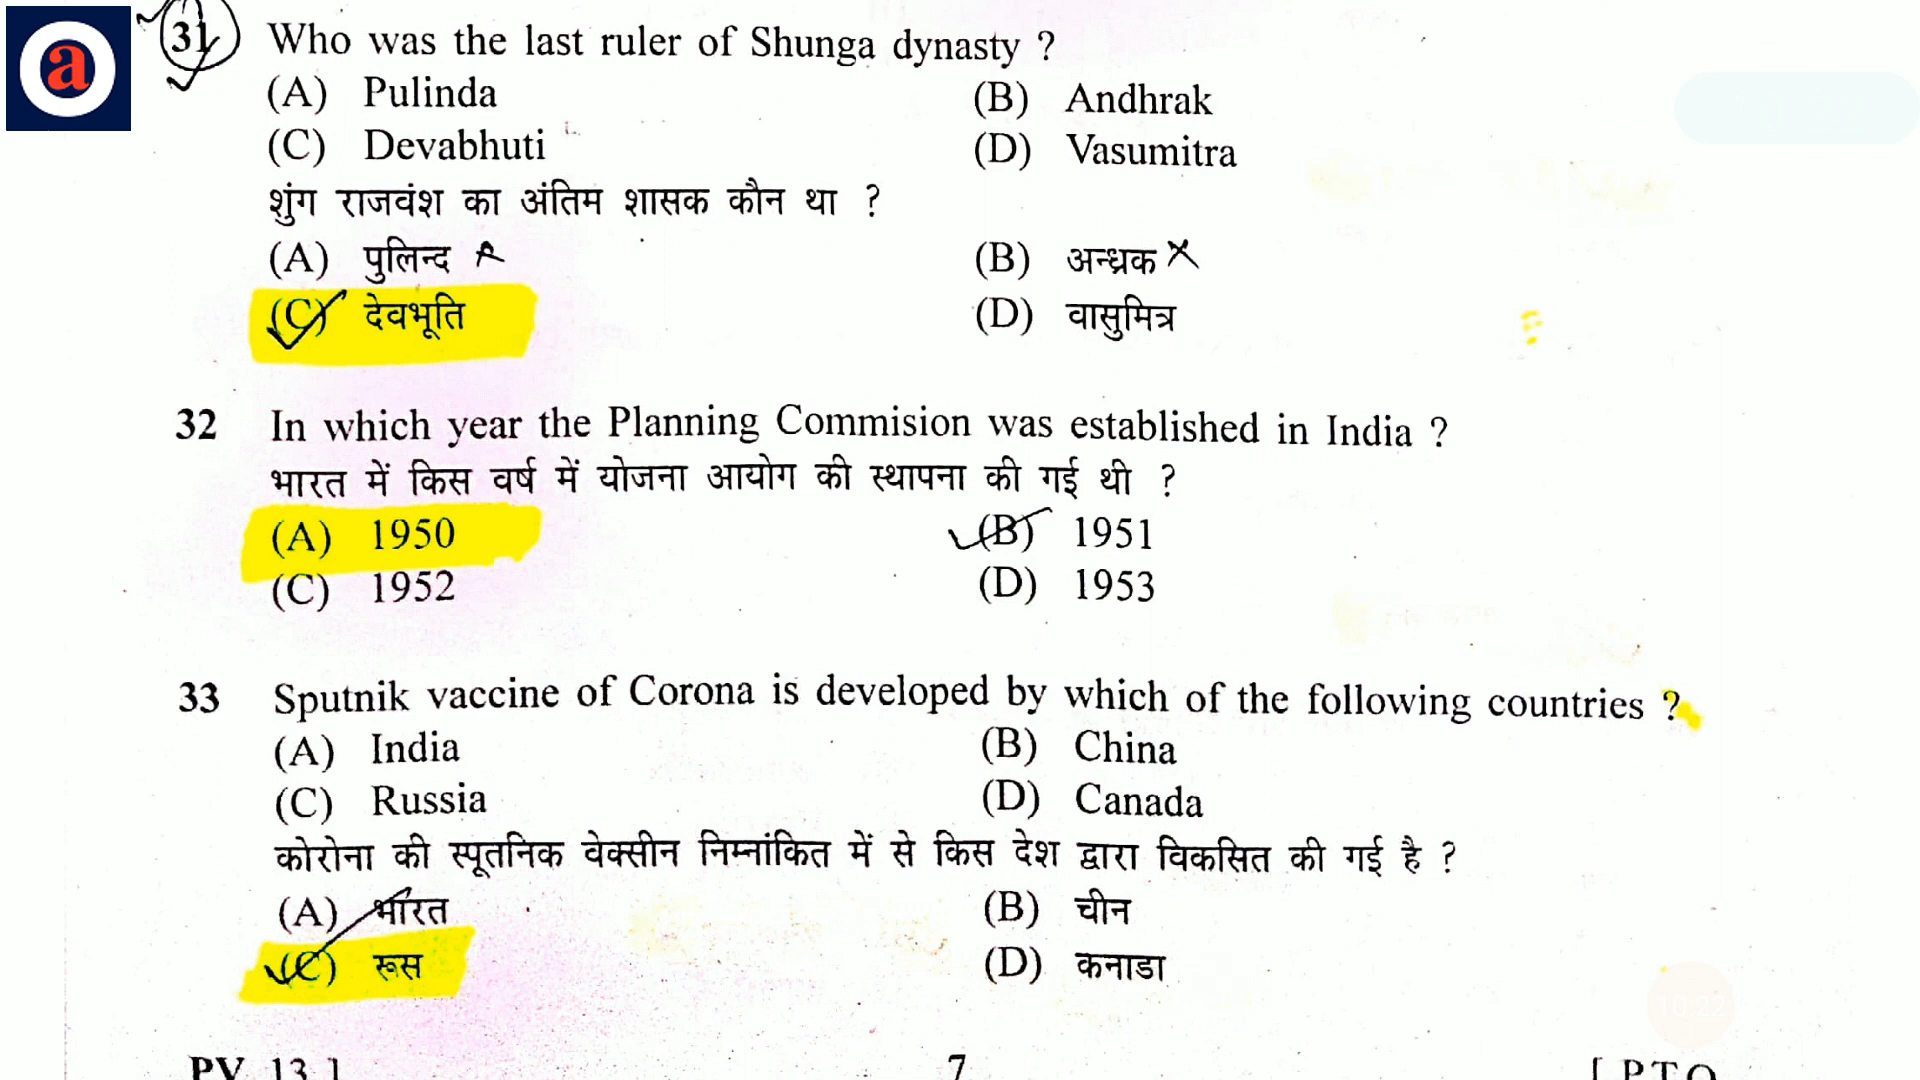 a
31 Who was the last ruler of Shunga dynasty ?
(A) Pulinda (B) Andhrak
(C) Devabhuti (D) Vasumitra
शुंग राजवंश का अंतिम शासक कौन था ?
(A) पुलिन्द (B) अन्ध्रक
(C) देवभूति (D) वासुमित्र
32 In which year the Planning Commision was established in India ?
भारत में किस वर्ष में योजना आयोग की स्थापना की गई थी ?
(A) 1950 (B) 1951
(C) 1952 (D) 1953
33 Sputnik vaccine of Corona is developed by which of the following countries ?
(A) India (B) China
(C) Russia (D) Canada
कोरोना की स्पूतनिक वेक्सीन निम्नांकित में से किस देश द्वारा विकसित की गई है ?
(A) भारत (B) चीन
(C) रूस (D) कनाडा
PV_13 ] 7 [ P.T.O.